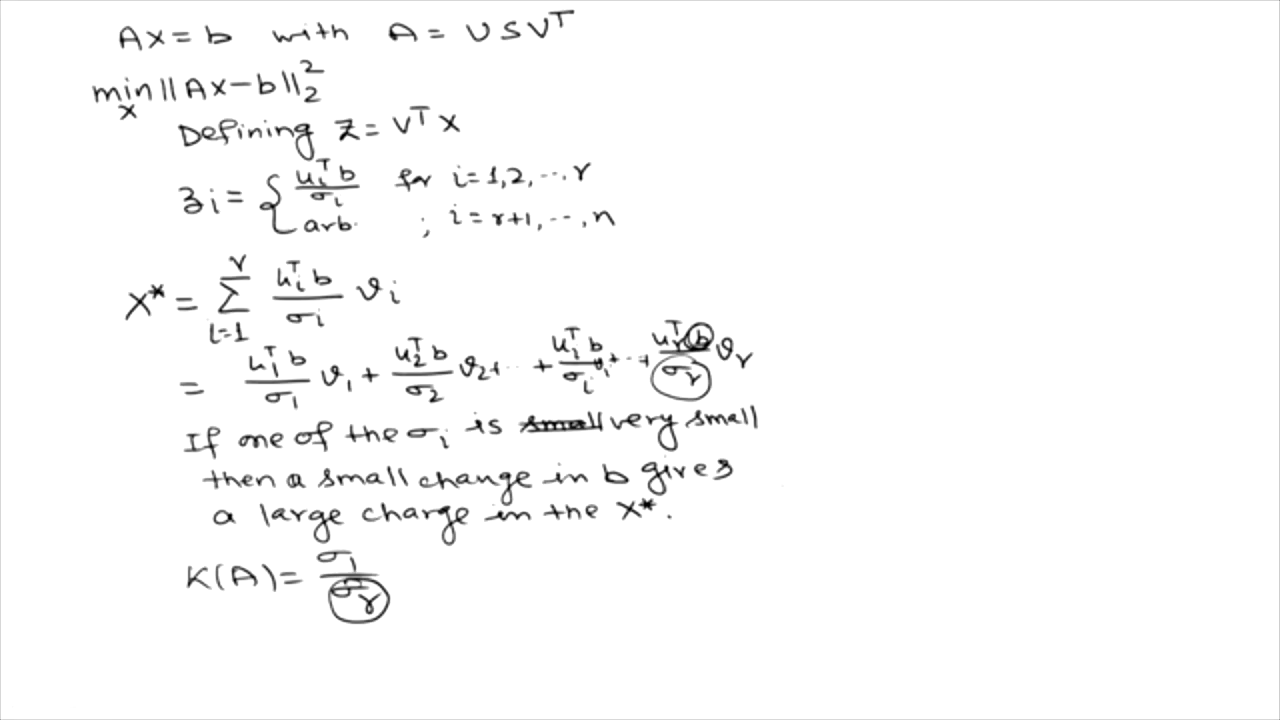 Ax = b with A = USV^T
min_x ||Ax - b||_2^2
Defining Z = V^T x
z_i = { u_i^T b / σ_i for i = 1, 2, ... r
arb. ; i = r+1, ..., n
x* = Σ_{i=1}^{r} (u_i^T b / σ_i) v_i
= (u_1^T b / σ_1) v_1 + (u_2^T b / σ_2) v_2 + ... + (u_i^T b / σ_i) v_i + ... + (u_r^T b / σ_r) v_r
If one of the σ_i is ~~small~~ very small
then a small change in b gives
a large charge in the x*.
K(A) = σ_1 / σ_r